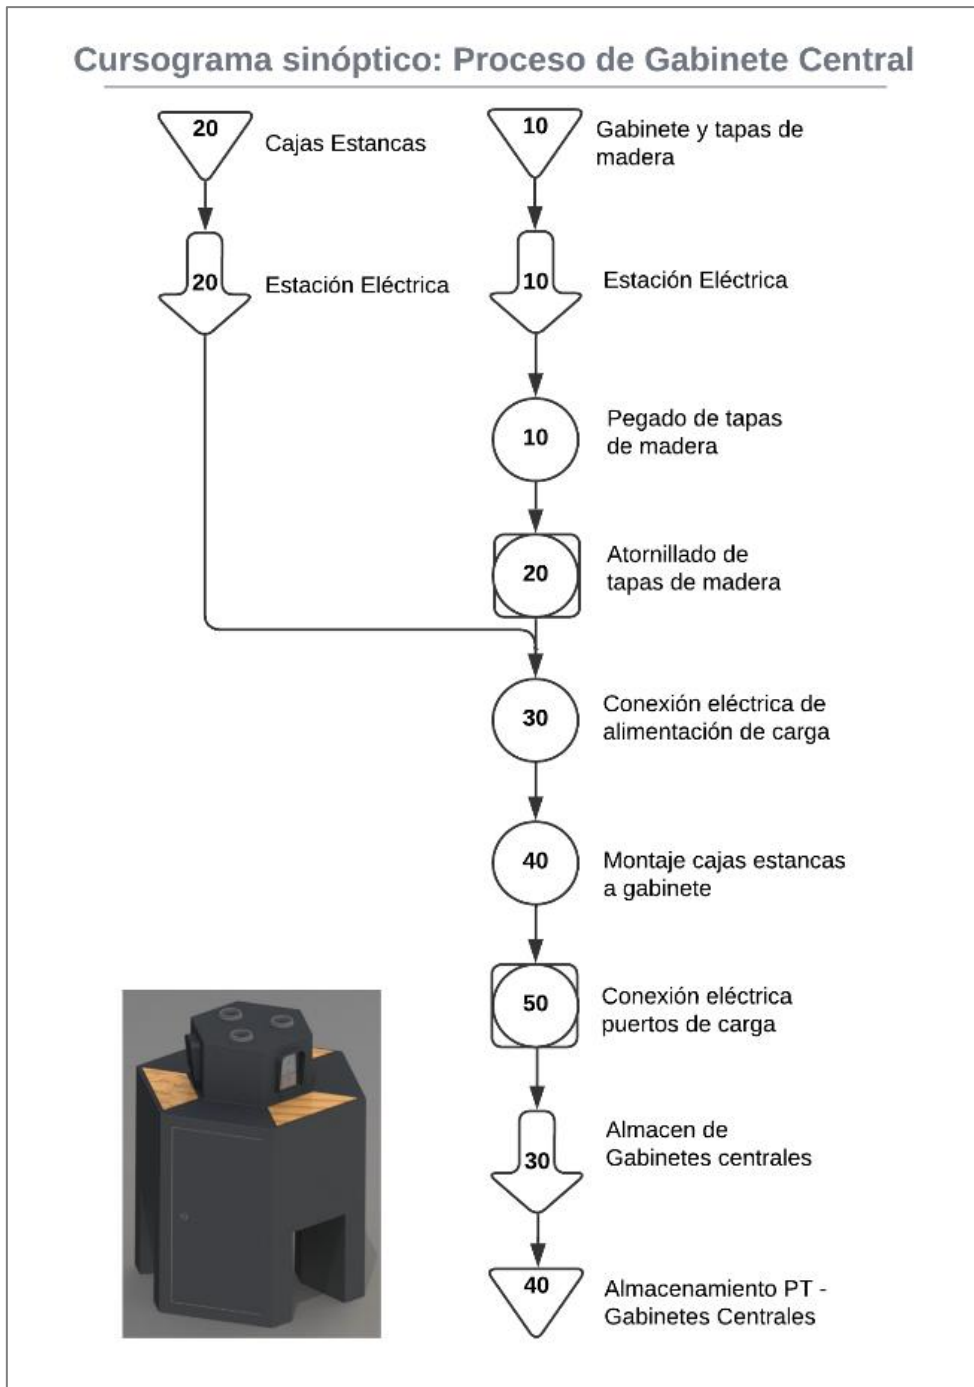 Cursograma sinóptico: Proceso de Gabinete Central
20
Cajas Estancas
10
Gabinete y tapas de
madera
20
Estación Eléctrica
10
Estación Eléctrica
10
Pegado de tapas
de madera
20
Atornillado de
tapas de madera
30
Conexión eléctrica de
alimentación de carga
40
Montaje cajas estancas
a gabinete
50
Conexión eléctrica
puertos de carga
30
Almacen de
Gabinetes centrales
40
Almacenamiento PT -
Gabinetes Centrales